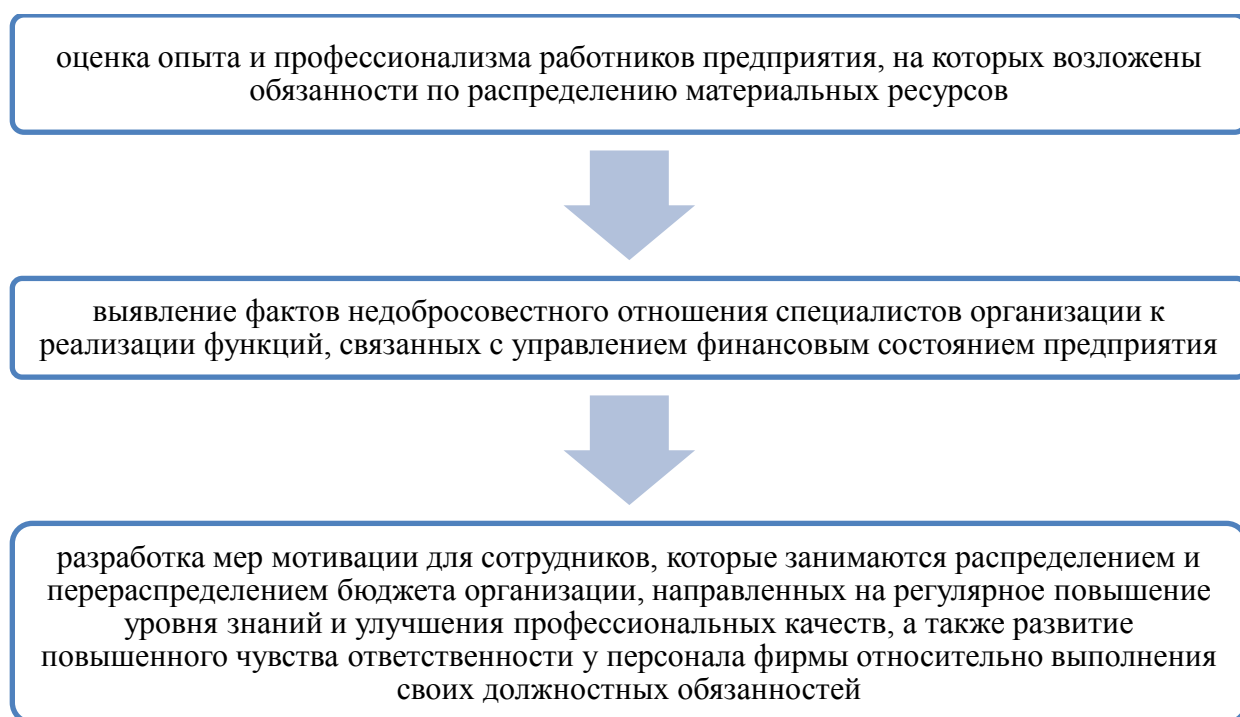 оценка опыта и профессионализма работников предприятия, на которых возложены
обязанности по распределению материальных ресурсов
выявление фактов недобросовестного отношения специалистов организации к
реализации функций, связанных с управлением финансовым состоянием предприятия
разработка мер мотивации для сотрудников, которые занимаются распределением и
перераспределением бюджета организации, направленных на регулярное повышение
уровня знаний и улучшения профессиональных качеств, а также развитие
повышенного чувства ответственности у персонала фирмы относительно выполнения
своих должностных обязанностей